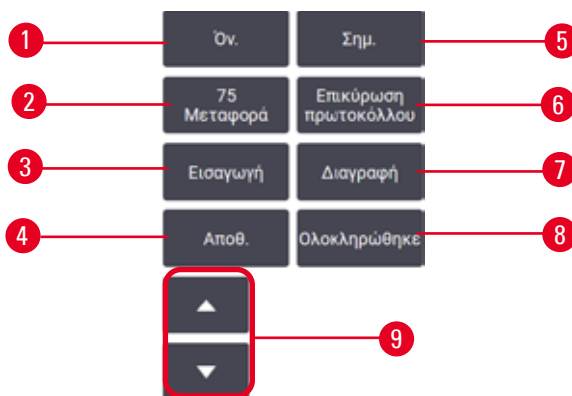 1
Όν.
Σημ.
5
2
75
Μεταφορά
Επικύρωση
πρωτοκόλλου
6
3
Εισαγωγή
Διαγραφή
7
4
Αποθ.
Ολοκληρώθηκε
8
9